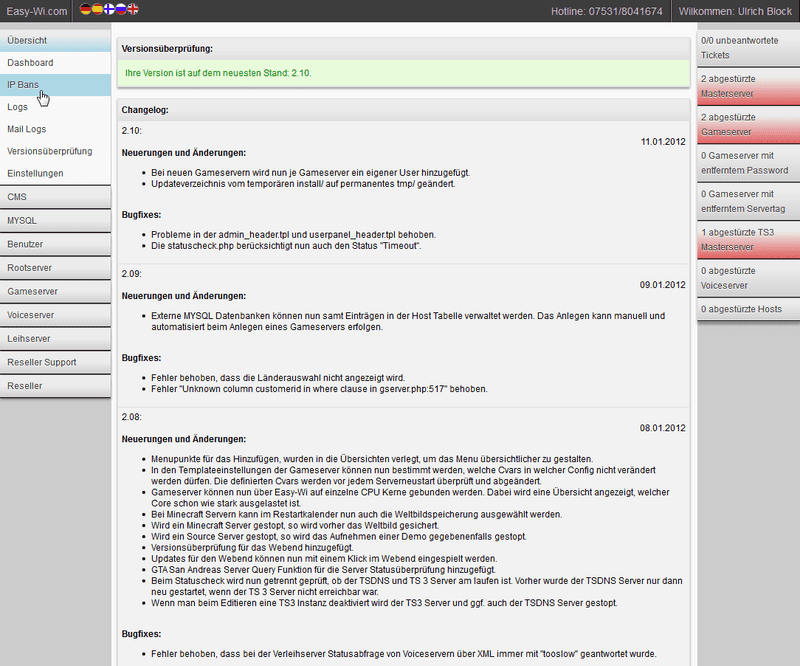 Easy-Wi.com
Hotline: 07531/8041674
Wilkommen: Ulrich Block
Übersicht
Dashboard
IP Bans
Logs
Mail Logs
Versionsüberprüfung
Einstellungen
CMS
MYSQL
Benutzer
Rootserver
Gameserver
Voiceserver
Leihserver
Reseller Support
Reseller
Versionsüberprüfung:
Ihre Version ist auf dem neuesten Stand: 2.10.
Changelog:
2.10:
11.01.2012
Neuerungen und Änderungen:
• Bei neuen Gameservern wird nun je Gameserver ein eigener User hinzugefügt.
• Updateverzeichnis vom temporären install/ auf permanentes tmp/ geändert.
Bugfixes:
• Probleme in der admin_header.tpl und userpanel_header.tpl behoben.
• Die statuscheck.php berücksichtigt nun auch den Status "Timeout".
2.09:
09.01.2012
Neuerungen und Änderungen:
• Externe MYSQL Datenbanken können nun samt Einträgen in der Host Tabelle verwaltet werden. Das Anlegen kann manuell und
automatisiert beim Anlegen eines Gameservers erfolgen.
Bugfixes:
• Fehler behoben, dass die Länderauswahl nicht angezeigt wird.
• Fehler "Unknown column customerid in where clause in gserver.php:517" behoben.
2.08:
08.01.2012
Neuerungen und Änderungen:
• Menupunkte für das Hinzufügen, wurden in die Übersichten verlegt, um das Menu übersichtlicher zu gestalten.
• In den Templateeinstellungen der Gameserver können nun bestimmt werden, welche Cvars in welcher Config nicht verändert
werden dürfen. Die definierten Cvars werden vor jedem Serverneustart überprüft und abgeändert.
• Gameserver können nun über Easy-Wi auf einzelne CPU Kerne gebunden werden. Dabei wird eine Übersicht angezeigt, welcher
Core schon wie stark ausgelastet ist.
• Bei Minecraft Servern kann im Restartkalender nun auch die Weltbildspeicherung ausgewählt werden.
• Wird ein Minecraft Server gestopt, so wird vorher das Weltbild gesichert.
• Wird ein Source Server gestopt, so wird das Aufnehmen einer Demo gegebenenfalls gestopt.
• Versionsüberprüfung für das Webend hinzugefügt.
• Updates für den Webend können nun mit einem Klick im Webend eingespielt werden.
• GTA San Andreas Server Query Funktion für die Server Statusüberprüfung hinzugefügt.
• Beim Statuscheck wird nun getrennt geprüft, ob der TSDNS und TS 3 Server am laufen ist. Vorher wurde der TSDNS Server nur dann
neu gestartet, wenn der TS 3 Server nicht erreichbar war.
• Wenn man beim Editieren eine TS3 Instanz deaktiviert wird der TS3 Server und ggf. auch der TSDNS Server gestopt.
Bugfixes:
• Fehler behoben, dass bei der Verleihserver Statusabfrage von Voiceservern über XML immer mit "tooslow" geantwortet wurde.
0/0 unbeantwortete
Tickets
2 abgestürzte
Masterserver
2 abgestürzte
Gameserver
0 Gameserver mit
entferntem Password
0 Gameserver mit
entferntem Servertag
1 abgestürzte TS3
Masterserver
0 abgestürzte
Voiceserver
0 abgestürzte Hosts